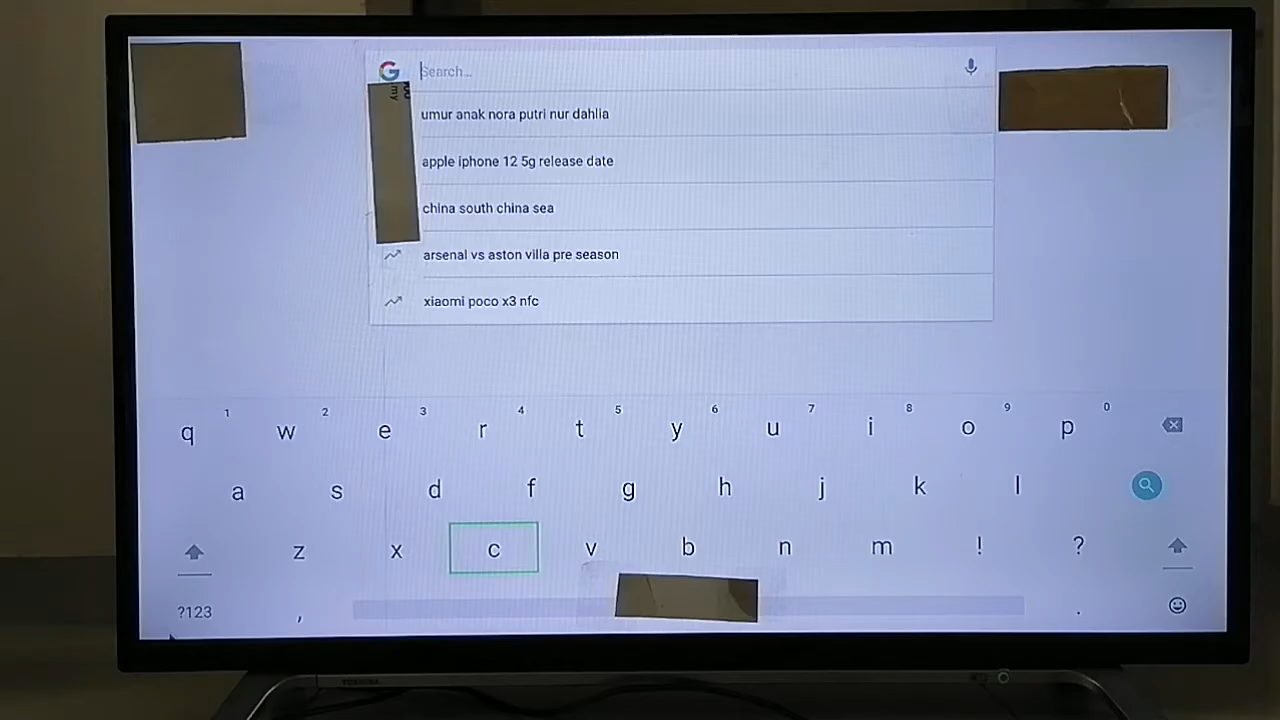 Search...
my
umur anak nora putri nur dahlia
apple iphone 12 5g release date
china south china sea
arsenal vs aston villa pre season
xiaomi poco x3 nfc
1 2 3 4 5 6 7 8 9 0
q w e r t y u i o p
a s d f g h j k l
z x c v b n m ! ?
?123 , .
TOSHIBA